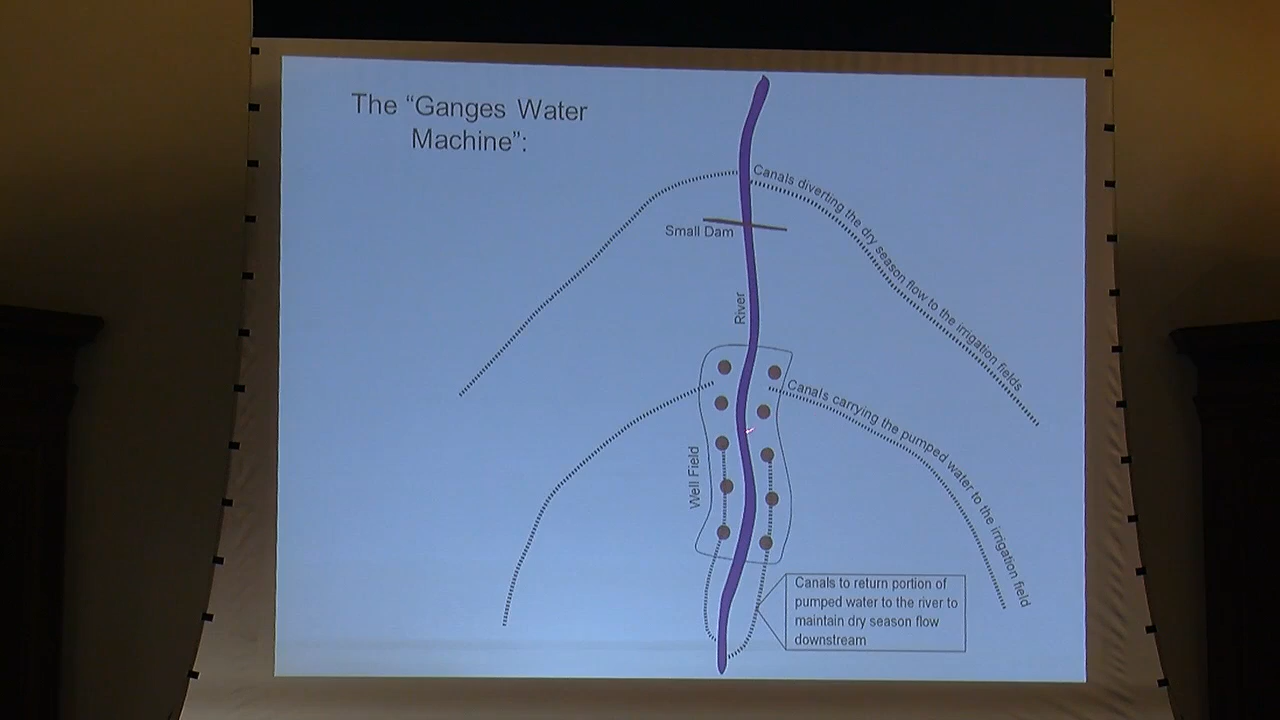 The “Ganges Water
Machine”:
Canals diverting the dry season flow to the irrigation fields
Small Dam
River
Canals carrying the pumped water to the irrigation field
Well Field
Canals to return portion of
pumped water to the river to
maintain dry season flow
downstream